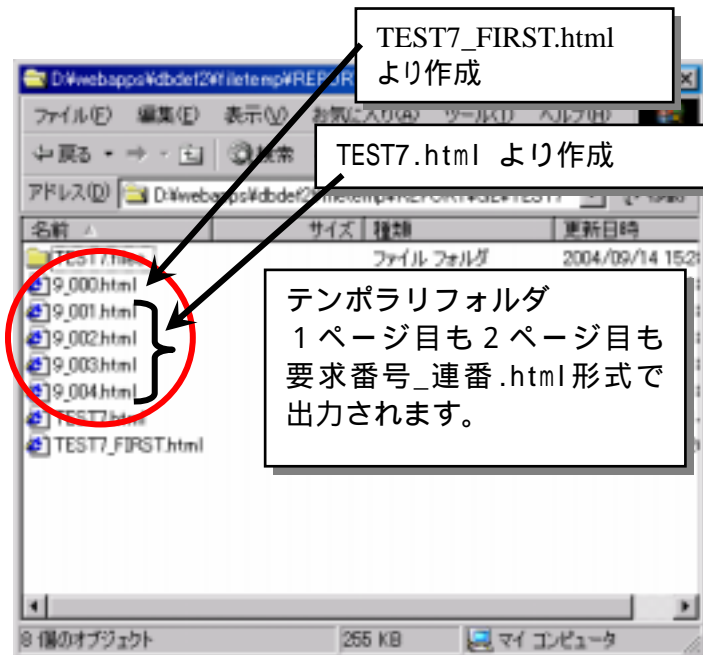 TEST7_FIRST.html
より作成
D:¥webapps¥dbdef2¥filetemp¥REPOR
ファイル(F) 編集(E) 表示(V) お気に入り(A) ツール(T) ヘルプ(H)
戻る 検索
TEST7.html より作成
アドレス(D) D:¥webapps¥dbdef2
名前 サイズ 種類 更新日時
ファイル フォルダ 2004/09/14 15:2
9_000.html
9_001.html
9_002.html
9_003.html
9_004.html
TEST7.html
TEST7_FIRST.html
テンポラリフォルダ
1ページ目も2ページ目も
要求番号_連番.html形式で
出力されます。
8 個のオブジェクト 255 KB マイ コンピュータ